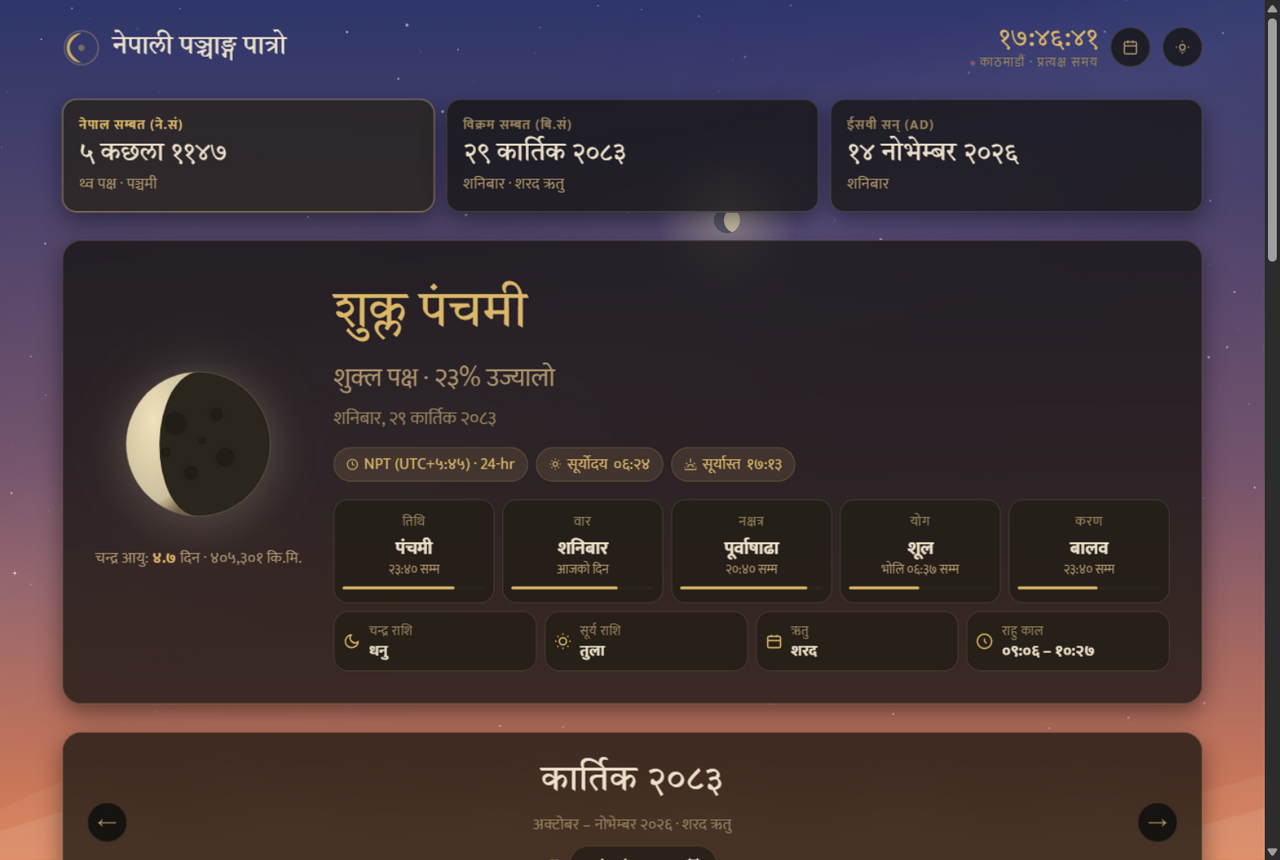 नेपाली पञ्चाङ्ग पात्रो
१७:४६:४१
काठमाडौं · प्रत्यक्ष समय
नेपाल सम्बत (ने.सं)
५ कछला ११४७
थ्व पक्ष · पञ्चमी
विक्रम सम्बत (बि.सं)
२९ कार्तिक २०८३
शनिबार · शरद ऋतु
ईसवी सन् (AD)
१४ नोभेम्बर २०२६
शनिबार
शुक्ल पंचमी
शुक्ल पक्ष · २३% उज्यालो
शनिबार, २९ कार्तिक २०८३
NPT (UTC+५:४५) · 24-hr
सूर्योदय ०६:२४
सूर्यास्त १७:१३
चन्द्र आयु: ४.७ दिन · ४०५,३०१ कि.मि.
तिथि
पंचमी
२३:४० सम्म
वार
शनिबार
आजको दिन
नक्षत्र
पूर्वाषाढा
२०:४० सम्म
योग
शूल
भोलि ०६:३७ सम्म
करण
बालव
२३:४० सम्म
चन्द्र राशि
धनु
सूर्य राशि
तुला
ऋतु
शरद
राहु काल
०९:०६ – १०:२७
कार्तिक २०८३
अक्टोबर – नोभेम्बर २०२६ · शरद ऋतु